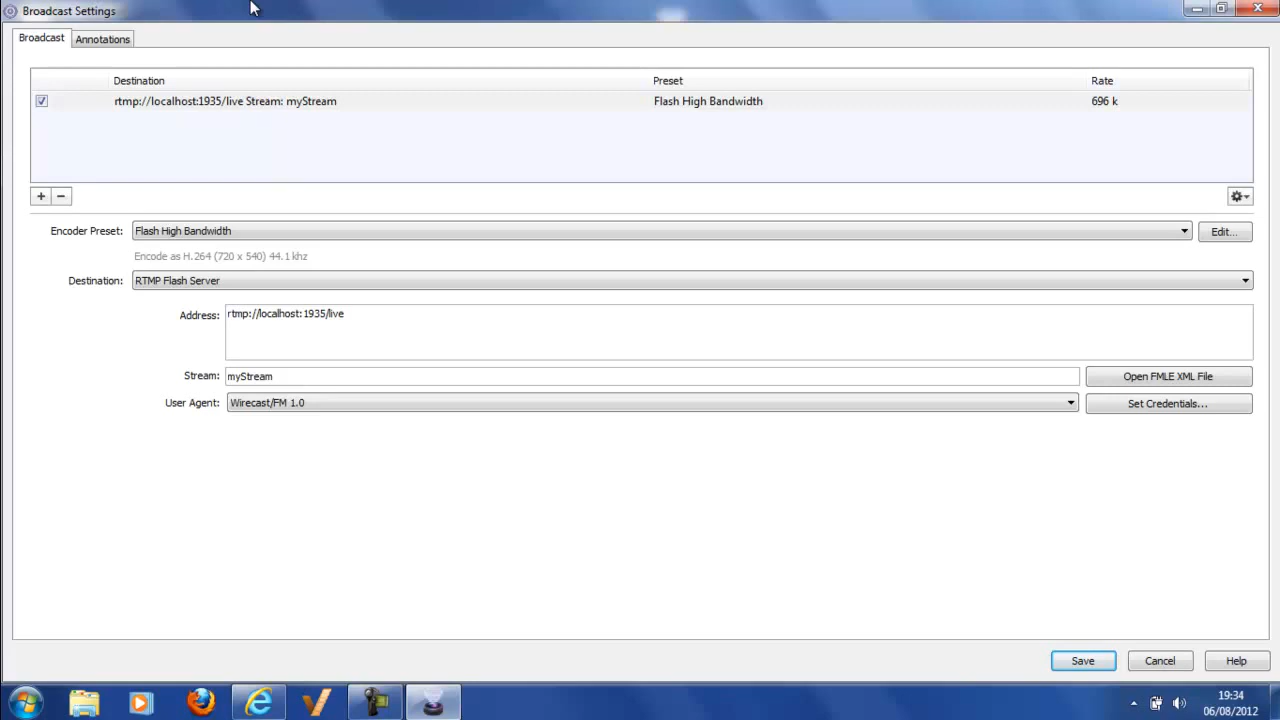 Broadcast Settings
Broadcast Annotations
Destination Preset Rate
rtmp://localhost:1935/live Stream: myStream Flash High Bandwidth 696 k
+ −
Encoder Preset: Flash High Bandwidth Edit...
Encode as H.264 (720 x 540) 44.1khz
Destination: RTMP Flash Server
Address: rtmp://localhost:1935/live
Stream: myStream Open FMLE XML File
User Agent: Wirecast/FM 1.0 Set Credentials...
Save Cancel Help
19:34
06/08/2012